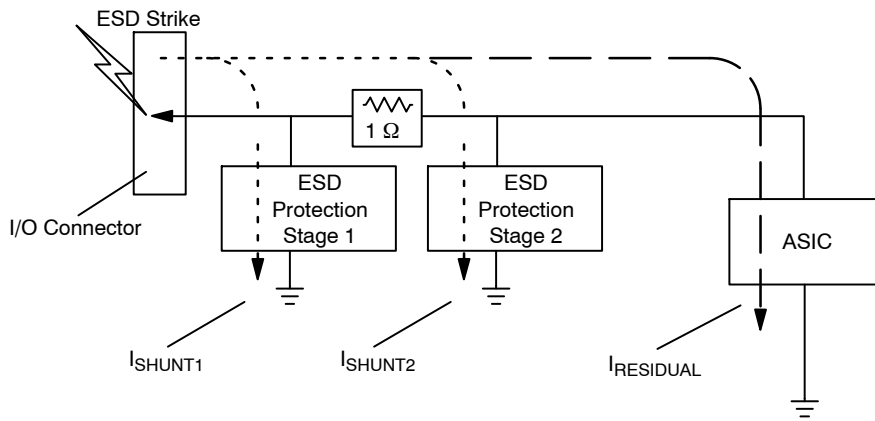 ESD Strike
1 Ω
ESD
Protection
Stage 1
ESD
Protection
Stage 2
ASIC
I/O Connector
ISHUNT1
ISHUNT2
IRESIDUAL